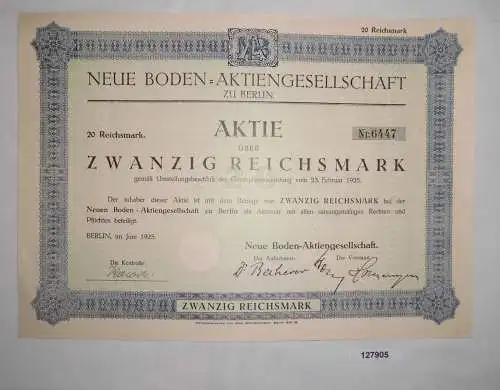 20 Reichsmark
NEUE BODEN=AKTIENGESELLSCHAFT
ZU BERLIN.
20 Reichsmark.
AKTIE
ÜBER
Nr. 6447
ZWANZIG REICHSMARK
gemäß Umstellungsbeschluß der Generalversammlung vom 23. Februar 1925.
Der Inhaber dieser Aktie ist mit dem Betrage von ZWANZIG REICHSMARK bei der
Neuen Boden-Aktiengesellschaft zu Berlin als Aktionär mit allen satzungsmäßigen Rechten und
Pflichten beteiligt.
BERLIN, im Juni 1925.
Neue Boden-Aktiengesellschaft.
Die Kontrolle:
Der Aufsichtsrat:
Der Vorstand:
ZWANZIG REICHSMARK
127905